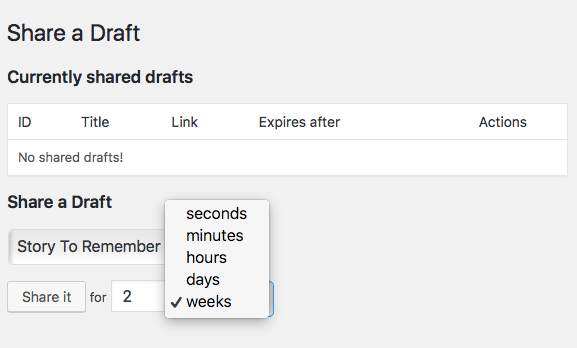 Share a Draft
Currently shared drafts
ID Title Link Expires after Actions
No shared drafts!
Share a Draft
Story To Remember
Share it for 2
seconds
minutes
hours
days
✓ weeks